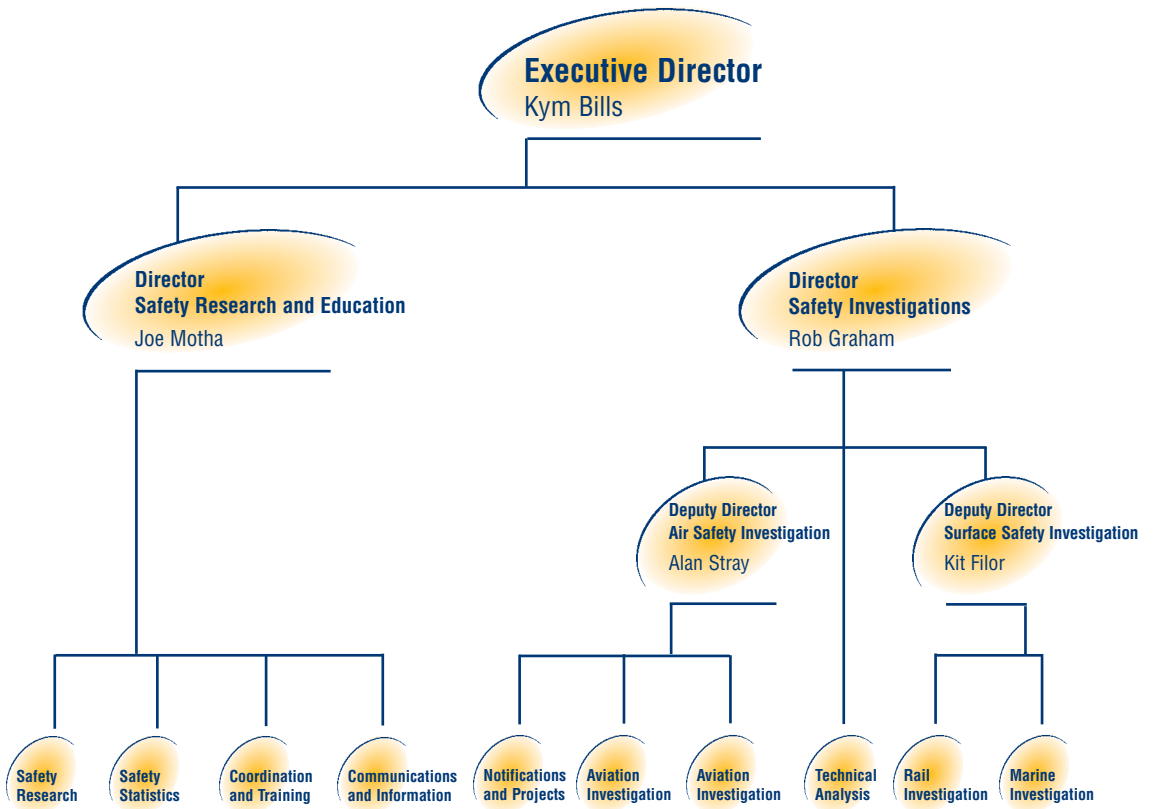 Executive Director
Kym Bills
Director
Safety Research and Education
Joe Motha
Director
Safety Investigations
Rob Graham
Deputy Director
Air Safety Investigation
Alan Stray
Deputy Director
Surface Safety Investigation
Kit Filor
Safety
Research
Safety
Statistics
Coordination
and Training
Communications
and Information
Notifications
and Projects
Aviation
Investigation
Aviation
Investigation
Technical
Analysis
Rail
Investigation
Marine
Investigation